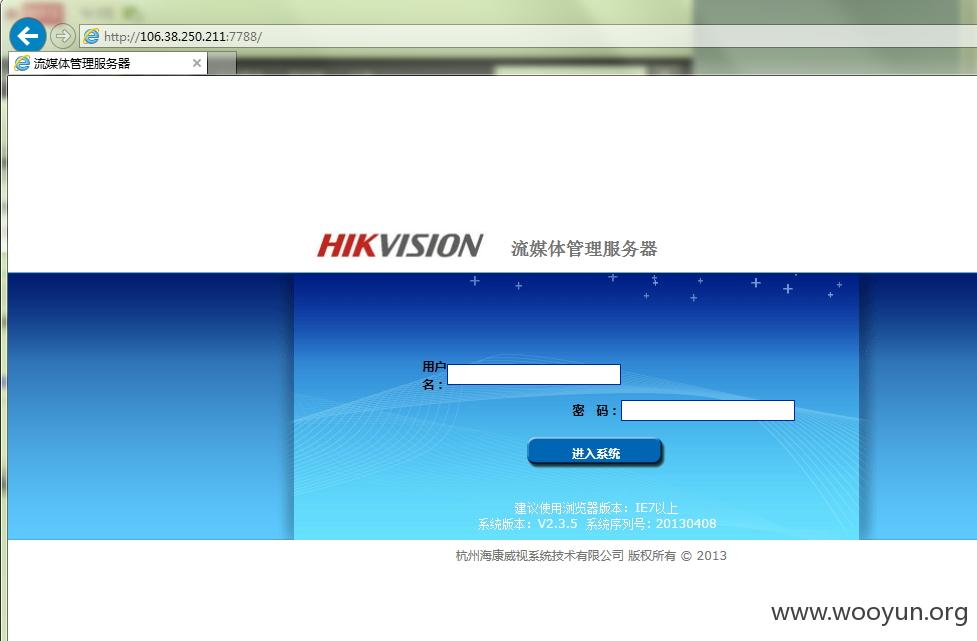 http://106.38.250.211:7788/
流媒体管理服务器
HIKVISION 流媒体管理服务器
用户
名：
密 码：
进入系统
建议使用浏览器版本：IE7以上
系统版本：V2.3.5 系统序列号：20130408
杭州海康威视系统技术有限公司 版权所有 © 2013
www.wooyun.org